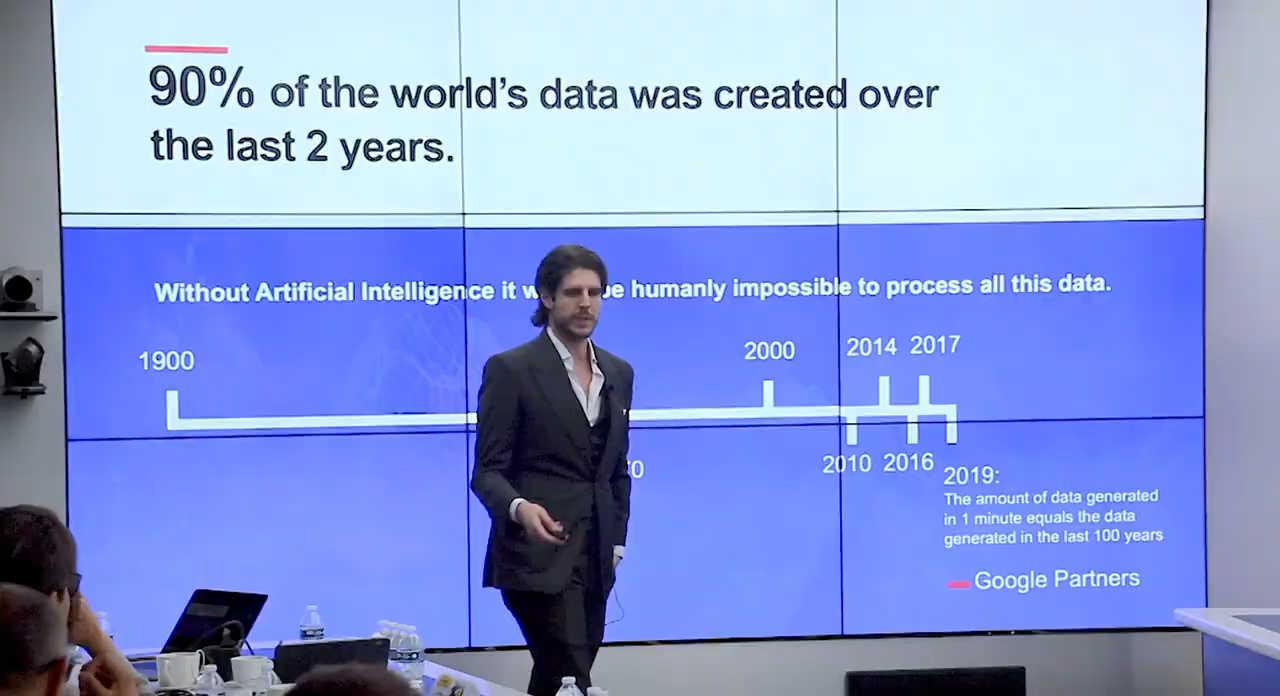 90% of the world's data was created over
the last 2 years.
Without Artificial Intelligence it be humanly impossible to process all this data.
1900
2000
2014 2017
2010 2016
2019:
The amount of data generated
in 1 minute equals the data
generated in the last 100 years
Google Partners